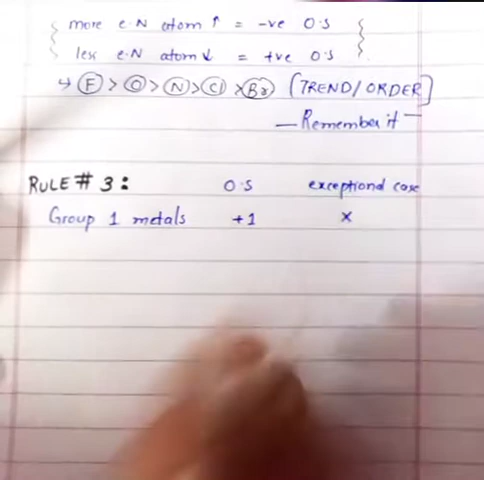 more e.N atom ↑ = -ve O.S
less e.N atom ↓ = +ve O.S
↪ F > O > N > Cl > Br [TREND/ORDER]
— Remember it —
RULE # 3 : O.S exceptional case
Group 1 metals +1 ×